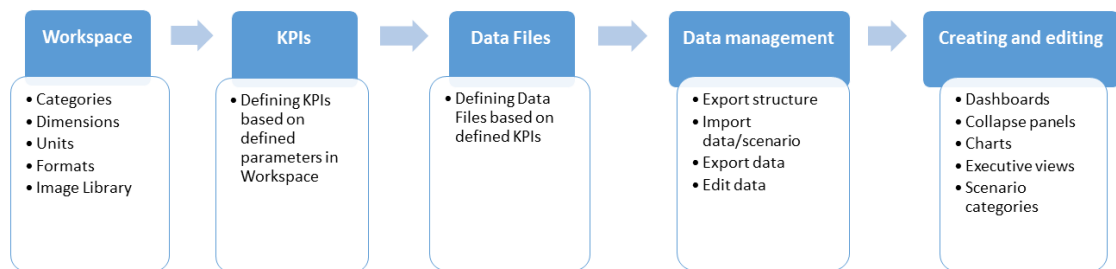 Workspace
• Categories
• Dimensions
• Units
• Formats
• Image Library
KPIs
• Defining KPIs
based on
defined
parameters in
Workspace
Data Files
• Defining Data
Files based on
defined KPIs
Data management
• Export structure
• Import
data/scenario
• Export data
• Edit data
Creating and editing
• Dashboards
• Collapse panels
• Charts
• Executive views
• Scenario
categories